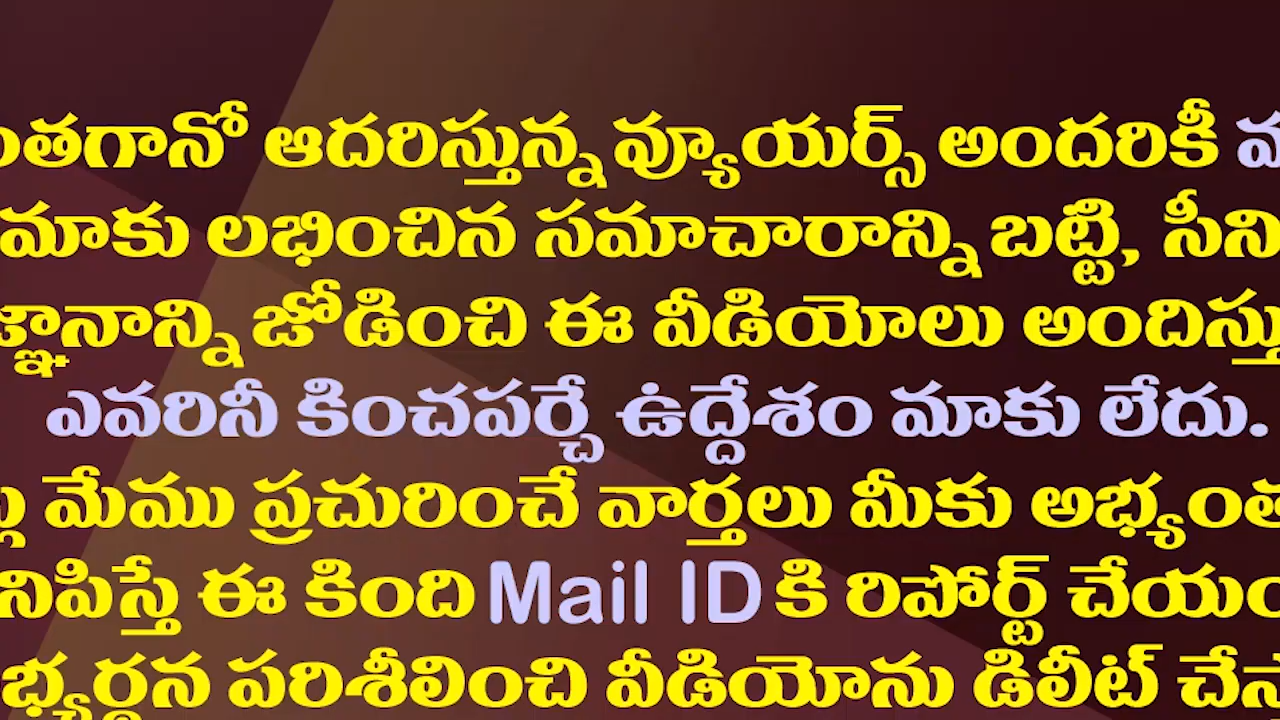 ంతగానో ఆదరిస్తున్న వ్యూయర్స్ అందరికీ
మాకు లభించిన సమాచారాన్ని బట్టి, సీని
జ్ఞానాన్ని జోడించి ఈ వీడియోలు అందిస్తు
ఎవరినీ కించపర్చే ఉద్దేశం మాకు లేదు.
మేము ప్రచురించే వార్తలు మీకు అభ్యంత
నిపిస్తే ఈ కింది Mail ID కి రిపోర్ట్ చేయం
భ్యర్థన పరిశీలించి వీడియోను డిలీట్ చేస